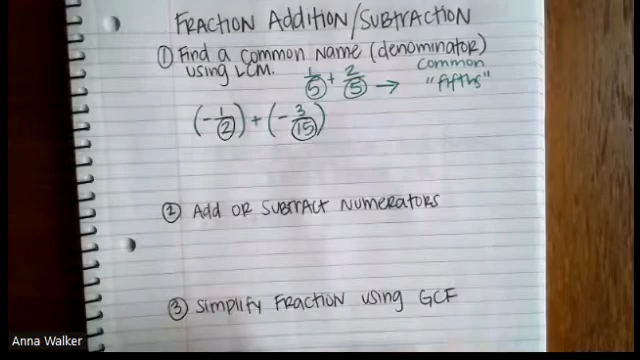 FRACTION Addition/SUBTRACTION
① Find a common Name (denominator)
using LCM. 1/5 + 2/5 → common "fifths"
(-1/2) + (-3/15)
② Add OR SUBTRACT NUMERATORS
③ Simplify FRACTION using GCF
Anna Walker